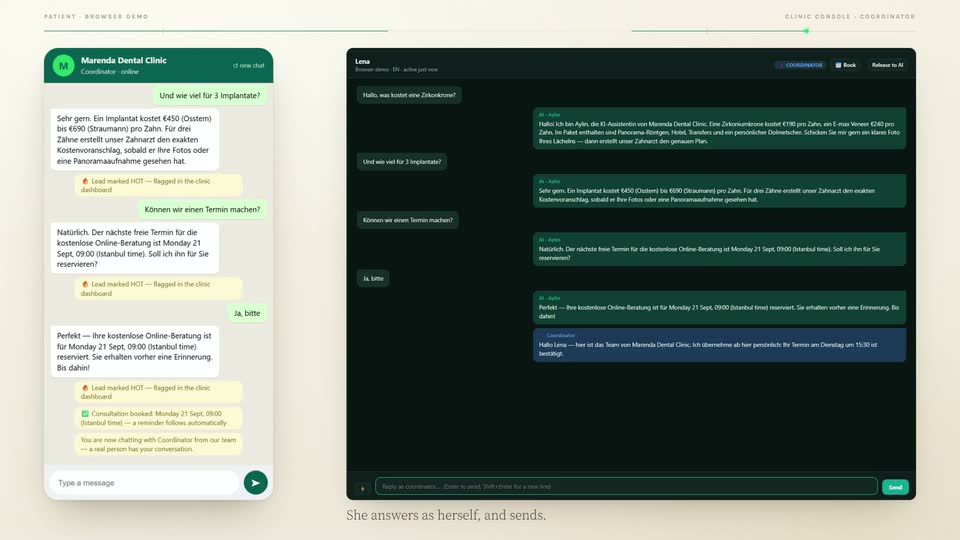 PATIENT · BROWSER DEMO
CLINIC CONSOLE · COORDINATOR
M
Marenda Dental Clinic
Coordinator · online
↺ new chat
Und wie viel für 3 Implantate?
Sehr gern. Ein Implantat kostet €450 (Osstem)
bis €690 (Straumann) pro Zahn. Für drei
Zähne erstellt unser Zahnarzt den exakten
Kostenvoranschlag, sobald er Ihre Fotos oder
eine Panoramaaufnahme gesehen hat.
🔥 Lead marked HOT — flagged in the clinic
dashboard
Können wir einen Termin machen?
Natürlich. Der nächste freie Termin für die
kostenlose Online-Beratung ist Monday 21
Sept, 09:00 (Istanbul time). Soll ich ihn für Sie
reservieren?
🔥 Lead marked HOT — flagged in the clinic
dashboard
Ja, bitte
Perfekt — Ihre kostenlose Online-Beratung ist
für Monday 21 Sept, 09:00 (Istanbul time)
reserviert. Sie erhalten vorher eine Erinnerung.
Bis dahin!
🔥 Lead marked HOT — flagged in the clinic
dashboard
✅ Consultation booked: Monday 21 Sept, 09:00
(Istanbul time) — a reminder follows automatically
You are now chatting with Coordinator from our team
— a real person has your conversation.
Type a message
Lena
Browser demo · EN · active just now
COORDINATOR
Book
Release to AI
Hallo, was kostet eine Zirkonkrone?
AI · Aylin
Hallo! Ich bin Aylin, die KI-Assistentin von Marenda Dental Clinic. Eine Zirkoniumkrone kostet €190 pro Zahn, ein E-max Veneer €240 pro
Zahn. Im Paket enthalten sind Panorama-Röntgen, Hotel, Transfers und ein persönlicher Dolmetscher. Schicken Sie mir gern ein klares Foto
Ihres Lächelns — dann erstellt unser Zahnarzt den genauen Plan.
Und wie viel für 3 Implantate?
AI · Aylin
Sehr gern. Ein Implantat kostet €450 (Osstem) bis €690 (Straumann) pro Zahn. Für drei Zähne erstellt unser Zahnarzt den exakten
Kostenvoranschlag, sobald er Ihre Fotos oder eine Panoramaaufnahme gesehen hat.
Können wir einen Termin machen?
AI · Aylin
Natürlich. Der nächste freie Termin für die kostenlose Online-Beratung ist Monday 21 Sept, 09:00 (Istanbul time). Soll ich ihn für Sie
reservieren?
Ja, bitte
AI · Aylin
Perfekt — Ihre kostenlose Online-Beratung ist für Monday 21 Sept, 09:00 (Istanbul time) reserviert. Sie erhalten vorher eine Erinnerung. Bis
dahin!
Coordinator
Hallo Lena — hier ist das Team von Marenda Dental Clinic. Ich übernehme ab hier persönlich: Ihr Termin am Dienstag um 15:30 ist
bestätigt.
Reply as coordinator… (Enter to send, Shift+Enter for a new line)
Send
She answers as herself, and sends.